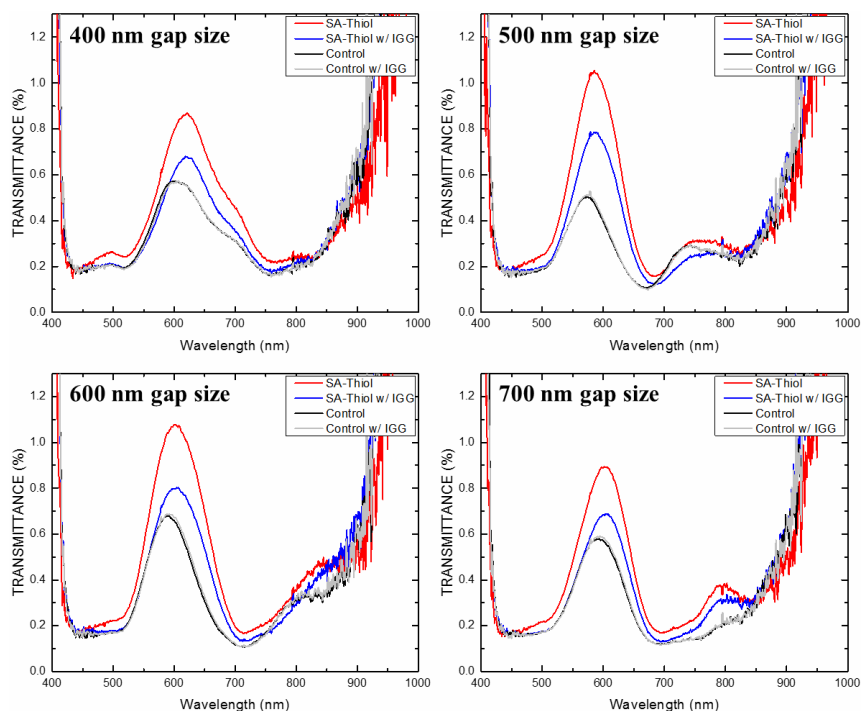 400 nm gap size
SA-Thiol
SA-Thiol w/ IGG
Control
Control w/ IGG
TRANSMITTANCE (%)
1.2
1.0
0.8
0.6
0.4
0.2
0.0
400 500 600 700 800 900 1000
Wavelength (nm)
500 nm gap size
SA-Thiol
SA-Thiol w/ IGG
Control
Control w/ IGG
TRANSMITTANCE (%)
1.2
1.0
0.8
0.6
0.4
0.2
0.0
400 500 600 700 800 900 1000
Wavelength (nm)
600 nm gap size
SA-Thiol
SA-Thiol w/ IGG
Control
Control w/ IGG
TRANSMITTANCE (%)
1.2
1.0
0.8
0.6
0.4
0.2
0.0
400 500 600 700 800 900 1000
Wavelength (nm)
700 nm gap size
SA-Thiol
SA-Thiol w/ IGG
Control
Control w/ IGG
TRANSMITTANCE (%)
1.2
1.0
0.8
0.6
0.4
0.2
0.0
400 500 600 700 800 900 1000
Wavelength (nm)